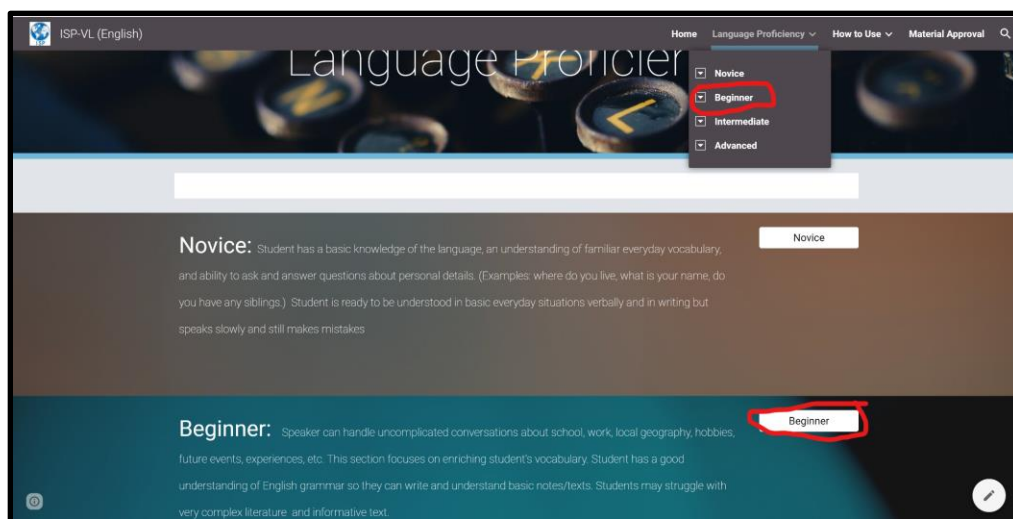 ISP-VL (English)
Home Language Proficiency How to Use Material Approval
Language
Novice
Beginner
Intermediate
Advanced
Novice
Novice: Student has a basic knowledge of the language, an understanding of familiar everyday vocabulary,
and ability to ask and answer questions about personal details. (Examples: where do you live, what is your name, do
you have any siblings.) Student is ready to be understood in basic everyday situations verbally and in writing but
speaks slowly and still makes mistakes
Beginner
Beginner: Speaker can handle uncomplicated conversations about school, work, local geography, hobbies,
future events, experiences, etc. This section focuses on enriching student's vocabulary. Student has a good
understanding of English grammar so they can write and understand basic notes/texts. Students may struggle with
very complex literature and informative text.